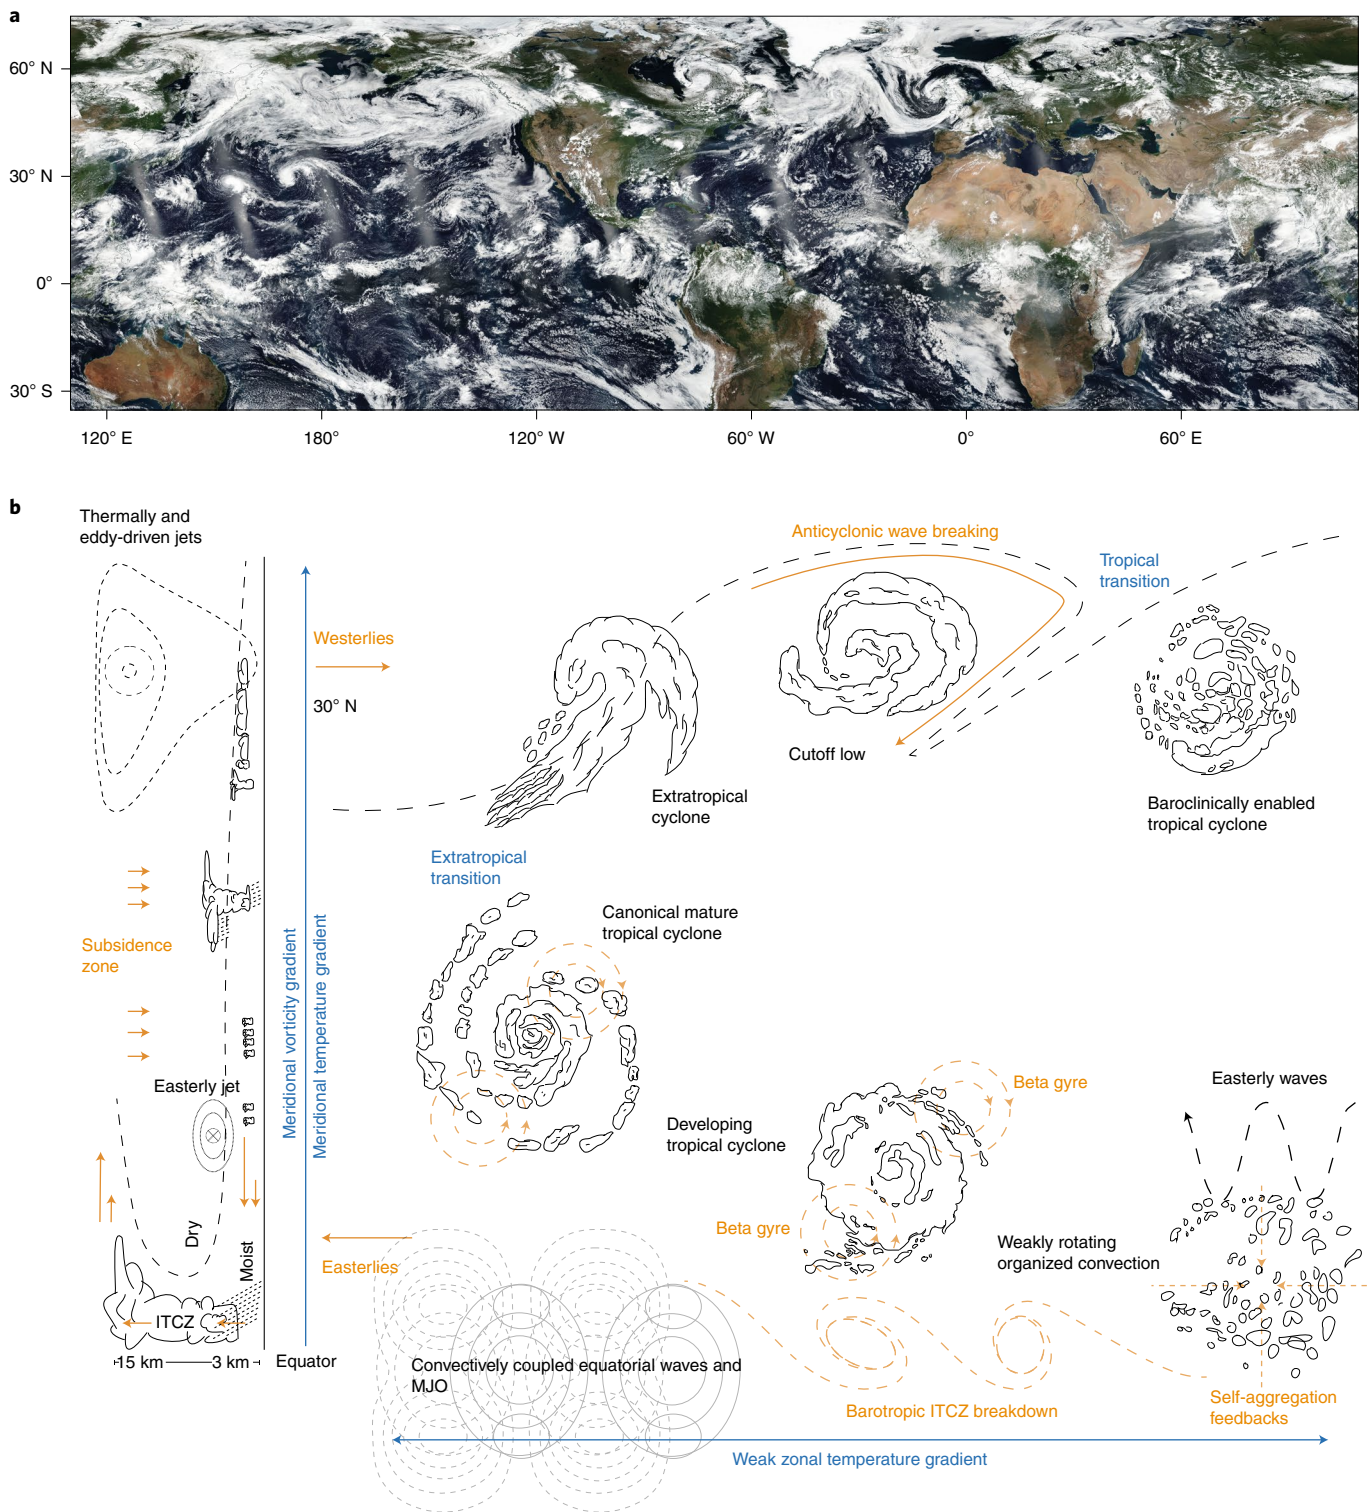 a
60° N
30° N
0°
30° S
120° E
180°
120° W
60° W
0°
60° E
b
Thermally and
eddy-driven jets
Anticyclonic wave breaking
Tropical
transition
Westerlies
30° N
Cutoff low
Extratropical
cyclone
Baroclinically enabled
tropical cyclone
Extratropical
transition
Canonical mature
tropical cyclone
Subsidence
zone
Meridional vorticity gradient
Meridional temperature gradient
Easterly jet
Beta gyre
Easterly waves
Developing
tropical cyclone
Dry
Moist
Beta gyre
Weakly rotating
organized convection
Easterlies
ITCZ
15 km
3 km
Equator
Convectively coupled equatorial waves and
MJO
Barotropic ITCZ breakdown
Self-aggregation
feedbacks
Weak zonal temperature gradient